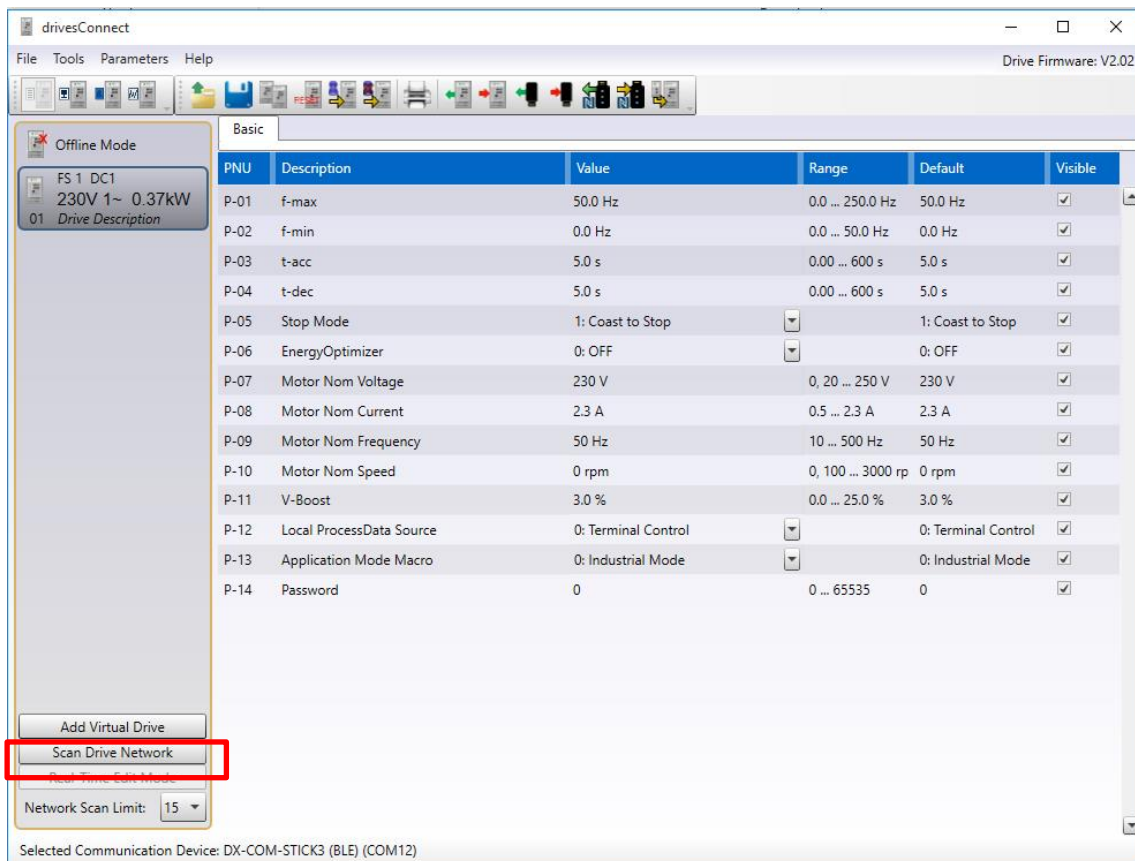 drivesConnect
File Tools Parameters Help
Drive Firmware: V2.02
Offline Mode
FS 1 DC1
230V 1~ 0.37kW
01 Drive Description
Basic
PNU Description Value Range Default Visible
P-01 f-max 50.0 Hz 0.0 ... 250.0 Hz 50.0 Hz
P-02 f-min 0.0 Hz 0.0 ... 50.0 Hz 0.0 Hz
P-03 t-acc 5.0 s 0.00 ... 600 s 5.0 s
P-04 t-dec 5.0 s 0.00 ... 600 s 5.0 s
P-05 Stop Mode 1: Coast to Stop 1: Coast to Stop
P-06 EnergyOptimizer 0: OFF 0: OFF
P-07 Motor Nom Voltage 230 V 0, 20 ... 250 V 230 V
P-08 Motor Nom Current 2.3 A 0.5 ... 2.3 A 2.3 A
P-09 Motor Nom Frequency 50 Hz 10 ... 500 Hz 50 Hz
P-10 Motor Nom Speed 0 rpm 0, 100 ... 3000 rp 0 rpm
P-11 V-Boost 3.0 % 0.0 ... 25.0 % 3.0 %
P-12 Local ProcessData Source 0: Terminal Control 0: Terminal Control
P-13 Application Mode Macro 0: Industrial Mode 0: Industrial Mode
P-14 Password 0 0 ... 65535 0
Add Virtual Drive
Scan Drive Network
Real-Time Edit Mode
Network Scan Limit: 15
Selected Communication Device: DX-COM-STICK3 (BLE) (COM12)